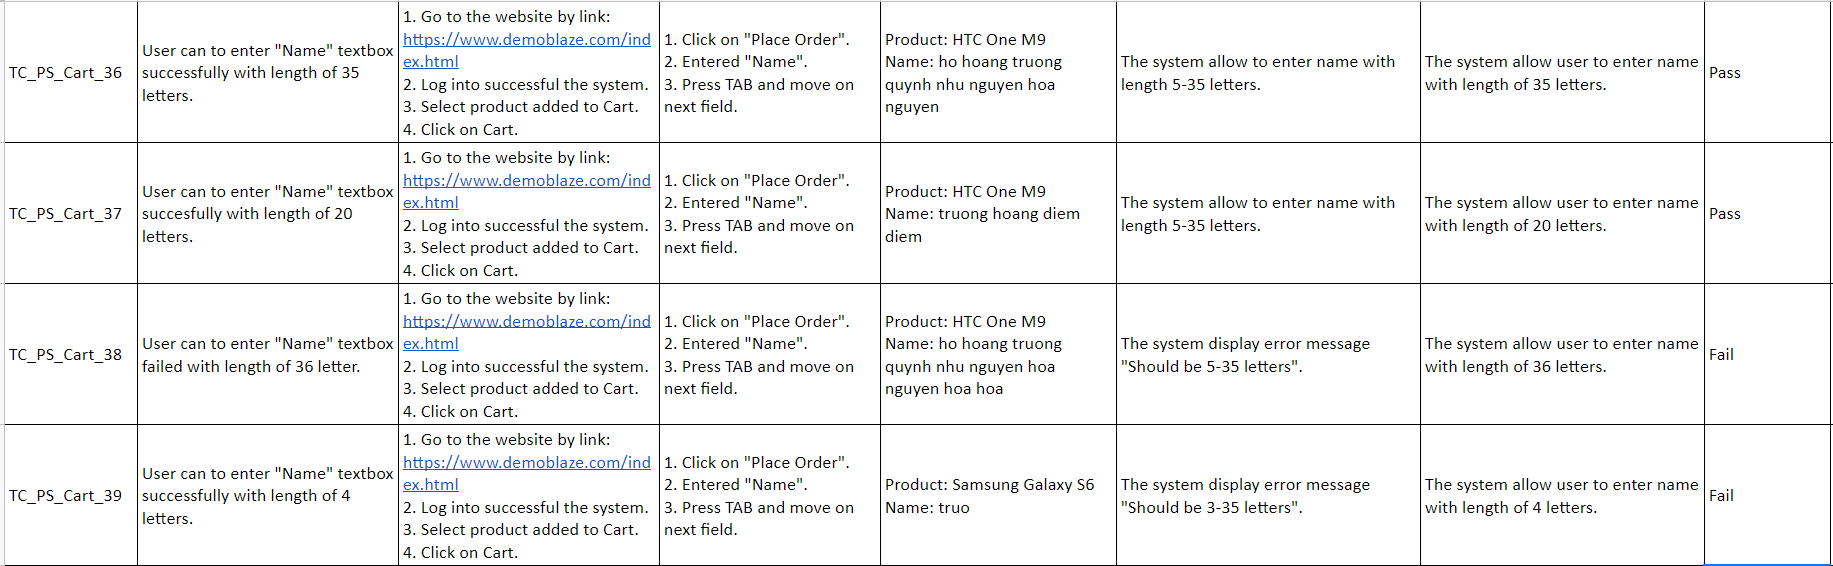 TC_PS_Cart_36
User can to enter "Name" textbox
successfully with length of 35
letters.
1. Go to the website by link:
https://www.demoblaze.com/ind
ex.html
2. Log into successful the system.
3. Select product added to Cart.
4. Click on Cart.
1. Click on "Place Order".
2. Entered "Name".
3. Press TAB and move on
next field.
Product: HTC One M9
Name: ho hoang truong
quynh nhu nguyen hoa
nguyen
The system allow to enter name with
length 5-35 letters.
The system allow user to enter name
with length of 35 letters.
Pass
TC_PS_Cart_37
User can to enter "Name" textbox
succesfully with length of 20
letters.
1. Go to the website by link:
https://www.demoblaze.com/ind
ex.html
2. Log into successful the system.
3. Select product added to Cart.
4. Click on Cart.
1. Click on "Place Order".
2. Entered "Name".
3. Press TAB and move on
next field.
Product: HTC One M9
Name: truong hoang diem
diem
The system allow to enter name with
length 5-35 letters.
The system allow user to enter name
with length of 20 letters.
Pass
TC_PS_Cart_38
User can to enter "Name" textbox
failed with length of 36 letter.
1. Go to the website by link:
https://www.demoblaze.com/ind
ex.html
2. Log into successful the system.
3. Select product added to Cart.
4. Click on Cart.
1. Click on "Place Order".
2. Entered "Name".
3. Press TAB and move on
next field.
Product: HTC One M9
Name: ho hoang truong
quynh nhu nguyen hoa
nguyen hoa hoa
The system display error message
"Should be 5-35 letters".
The system allow user to enter name
with length of 36 letters.
Fail
TC_PS_Cart_39
User can to enter "Name" textbox
successfully with length of 4
letters.
1. Go to the website by link:
https://www.demoblaze.com/ind
ex.html
2. Log into successful the system.
3. Select product added to Cart.
4. Click on Cart.
1. Click on "Place Order".
2. Entered "Name".
3. Press TAB and move on
next field.
Product: Samsung Galaxy S6
Name: truo
The system display error message
"Should be 3-35 letters".
The system allow user to enter name
with length of 4 letters.
Fail